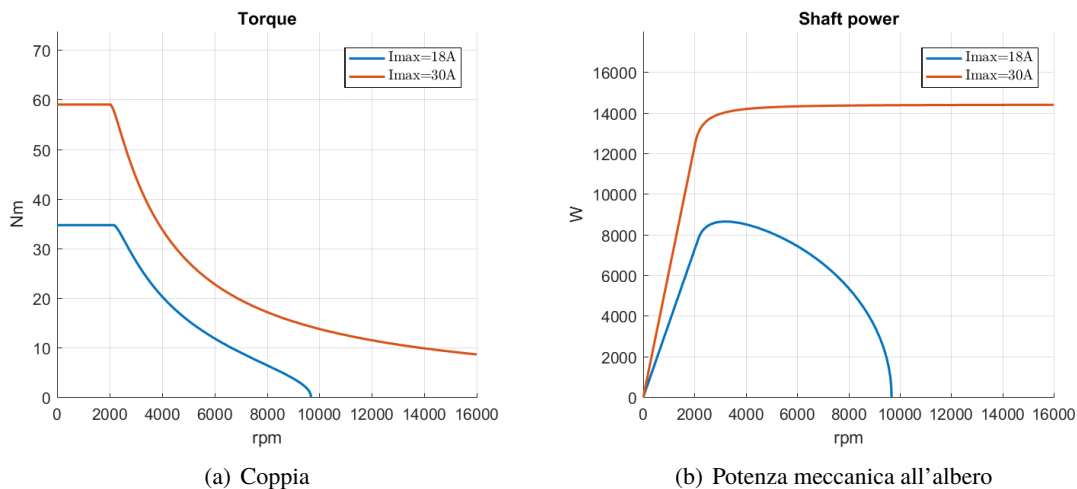 Torque
Imax=18A
Imax=30A
70
60
50
40
30
20
10
0
Nm
0 2000 4000 6000 8000 10000 12000 14000 16000
rpm
(a) Coppia
Shaft power
Imax=18A
Imax=30A
16000
14000
12000
10000
8000
6000
4000
2000
0
W
0 2000 4000 6000 8000 10000 12000 14000 16000
rpm
(b) Potenza meccanica all'albero